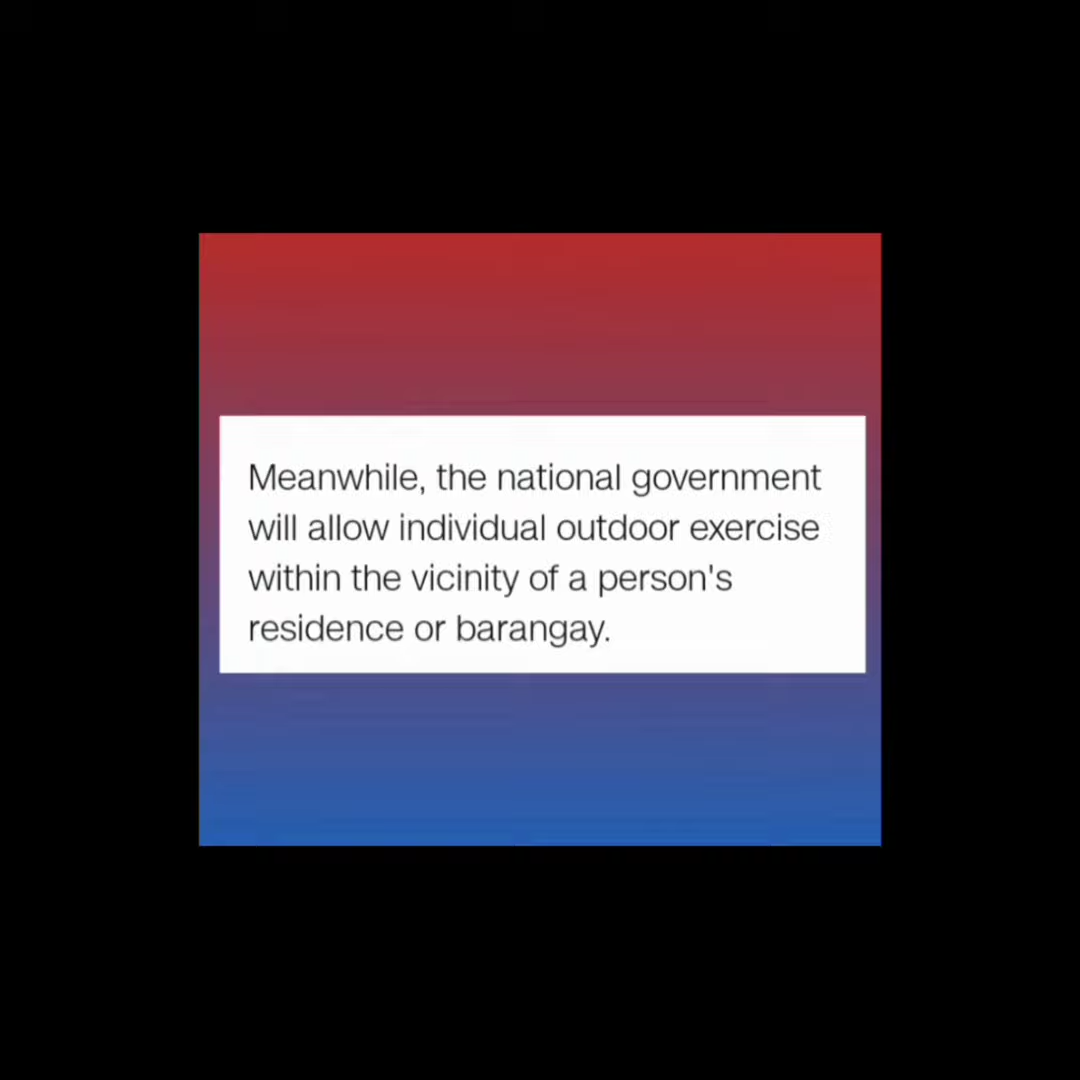 Meanwhile, the national government
will allow individual outdoor exercise
within the vicinity of a person's
residence or barangay.